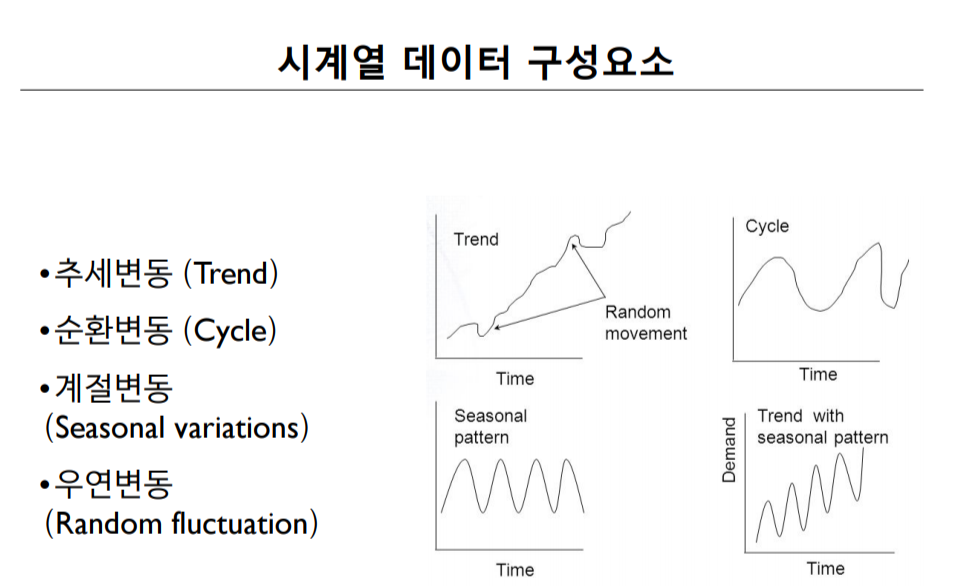 시계열 데이터 구성요소
•추세변동 (Trend)
•순환변동 (Cycle)
•계절변동
(Seasonal variations)
•우연변동
(Random fluctuation)
Trend
Random
movement
Time
Cycle
Time
Seasonal
pattern
Time
Demand
Trend with
seasonal pattern
Time